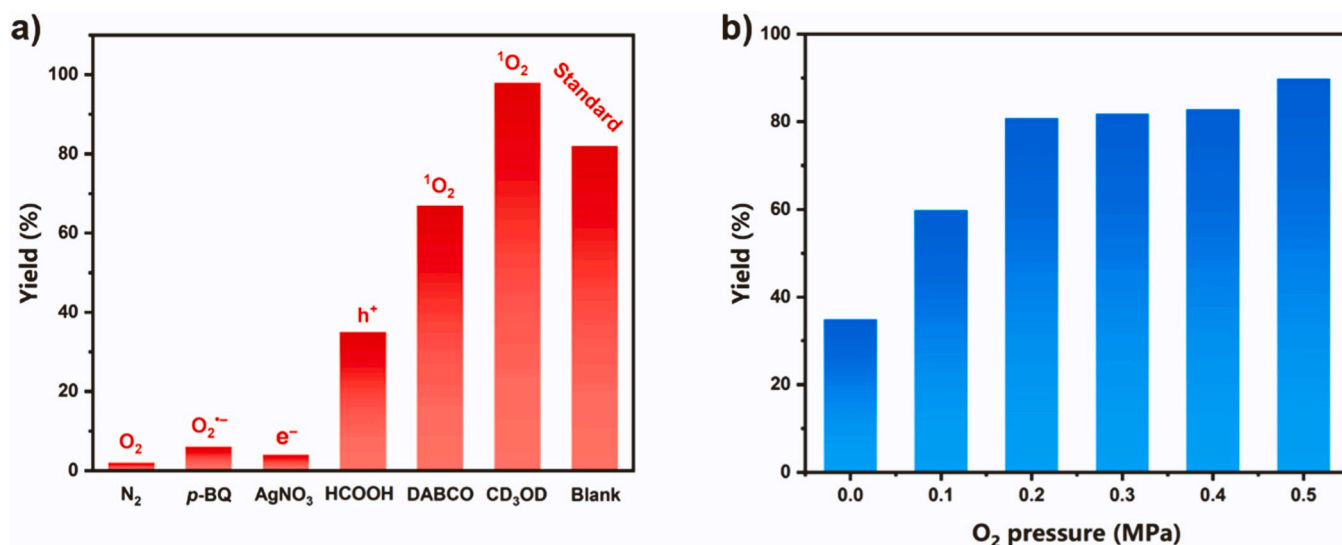 a)
Yield (%)
100
80
60
40
20
0
O₂
O₂•⁻
e⁻
h⁺
¹O₂
¹O₂
Standard
N₂
p-BQ
AgNO₃
HCOOH
DABCO
CD₃OD
Blank
b)
Yield (%)
100
80
60
40
20
0
0.0
0.1
0.2
0.3
0.4
0.5
O₂ pressure (MPa)